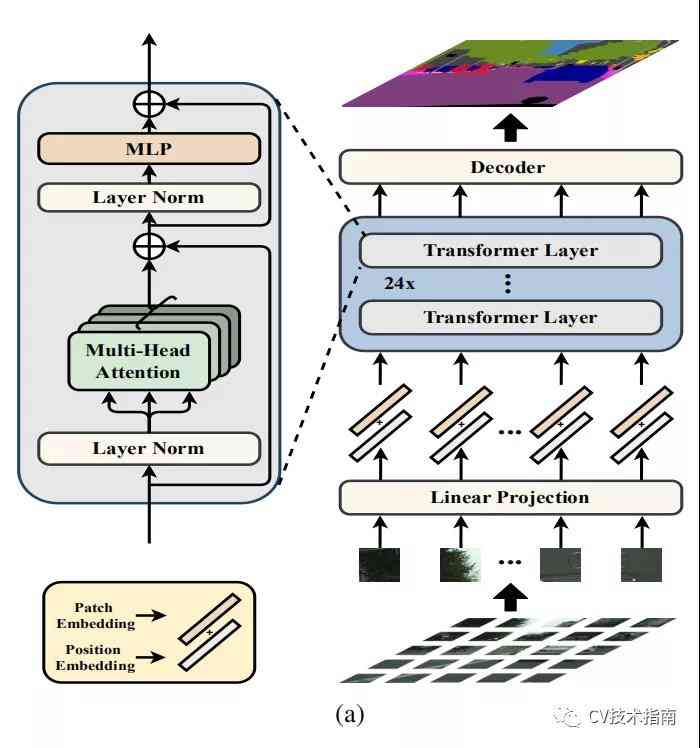 MLP
Layer Norm
Multi-Head
Attention
Layer Norm
Patch
Embedding
Position
Embedding
+
Decoder
Transformer Layer
24x
Transformer Layer
+ + + +
Linear Projection
(a)
CV技术指南